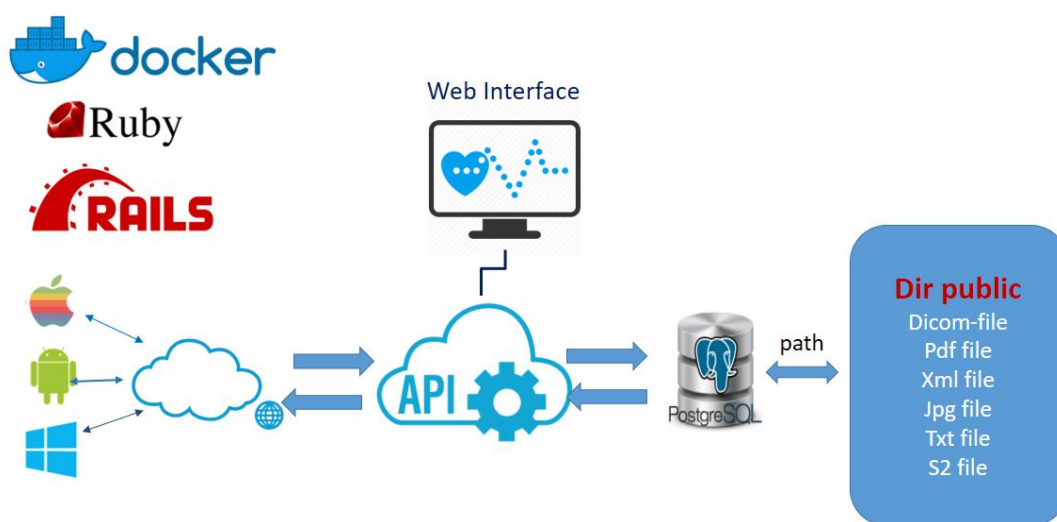 docker
Ruby
RAILS
Web Interface
API
PostgreSQL
path
Dir public
Dicom-file
Pdf file
Xml file
Jpg file
Txt file
S2 file